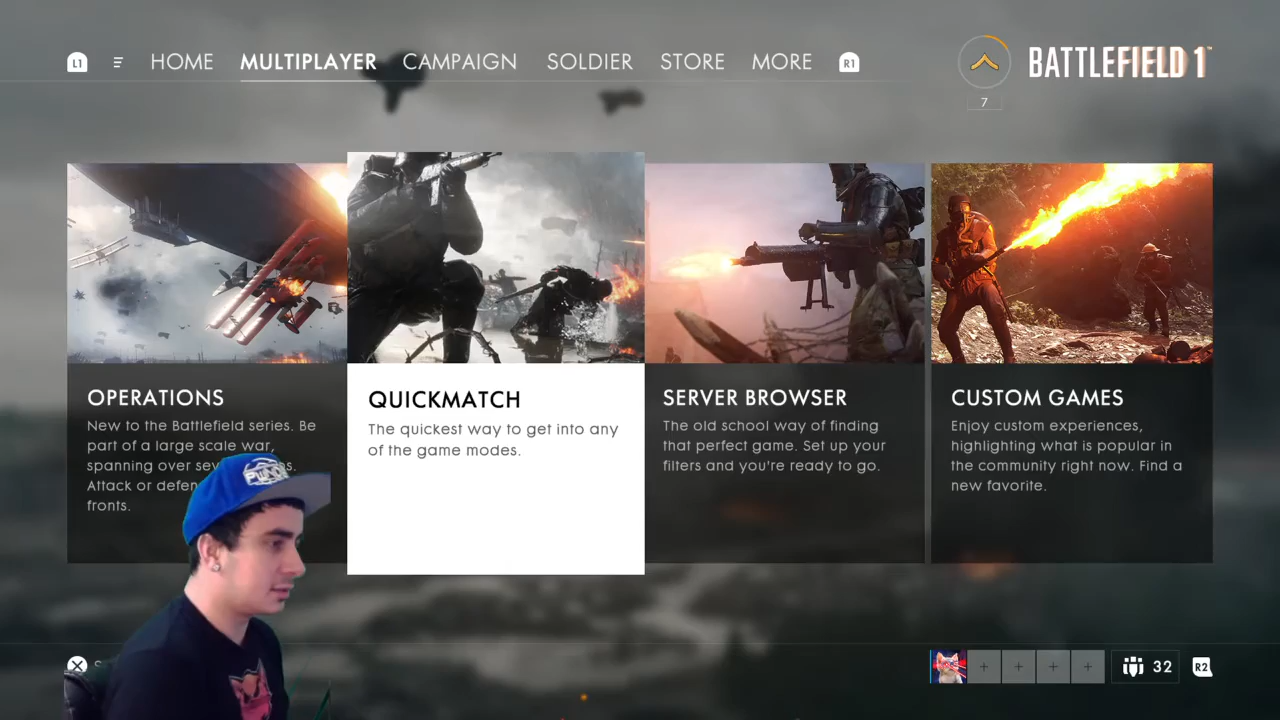 L1 HOME MULTIPLAYER CAMPAIGN SOLDIER STORE MORE R1
7
BATTLEFIELD 1™
OPERATIONS
New to the Battlefield series. Be
part of a large scale war,
spanning over
Attack or
fronts.
QUICKMATCH
The quickest way to get into any
of the game modes.
SERVER BROWSER
The old school way of finding
that perfect game. Set up your
filters and you're ready to go.
CUSTOM GAMES
Enjoy custom experiences,
highlighting what is popular in
the community right now. Find a
new favorite.
32 R2